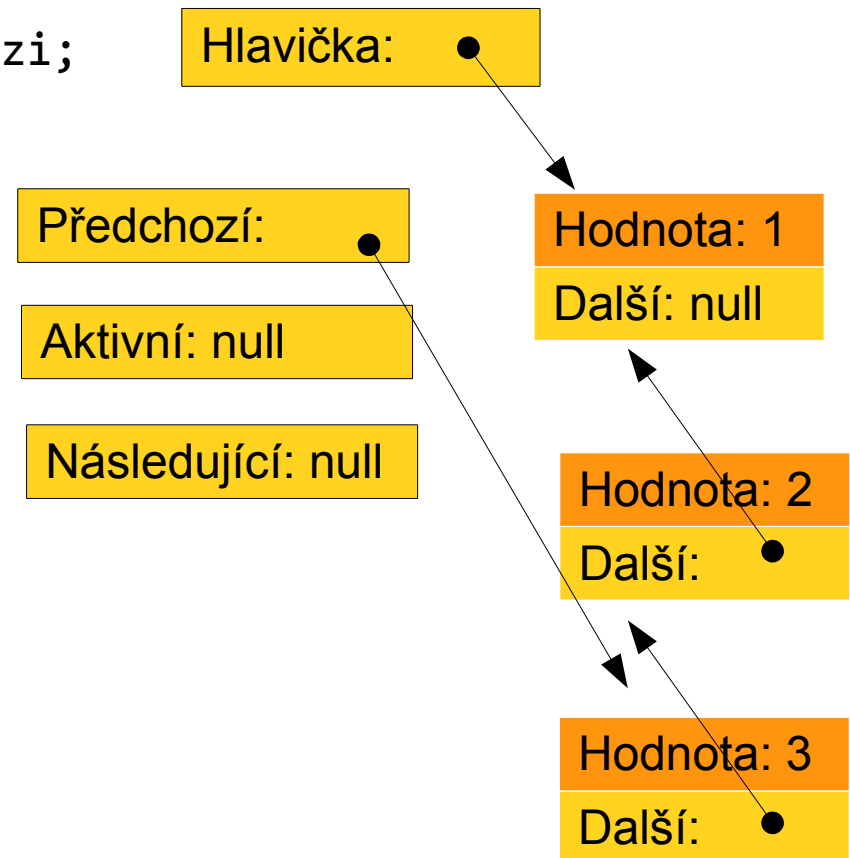 zi;
Hlavička:
Předchozí:
Aktivní: null
Následující: null
Hodnota: 1
Další: null
Hodnota: 2
Další:
Hodnota: 3
Další: